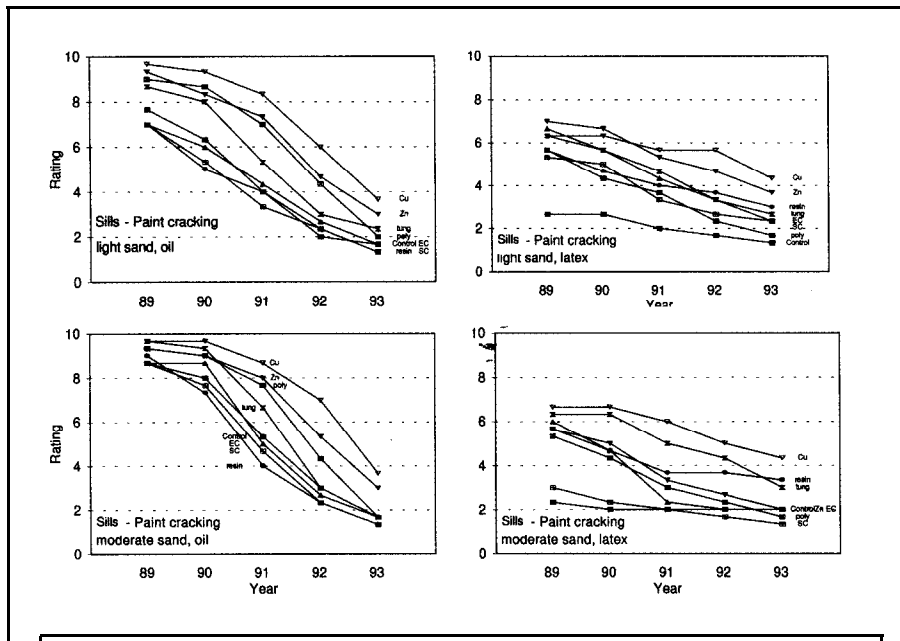 10
8
6
4
2
0
Rating
Cu
Zn
tung
poly
Control EC
resin SC
Sills - Paint cracking
light sand, oil
89 90 91 92 93
10
8
6
4
2
0
Cu
Zn
resin
tung
EC
SC
poly
Control
Sills - Paint cracking
light sand, latex
89 90 91 92 93
Year
10
8
6
4
2
0
Rating
Cu
Zn
poly
tung
Control
EC
SC
resin
Sills - Paint cracking
moderate sand, oil
89 90 91 92 93
Year
10
8
6
4
2
0
Cu
resin
tung
ControlZn EC
poly
SC
Sills - Paint cracking
moderate sand, latex
89 90 91 92 93
Year